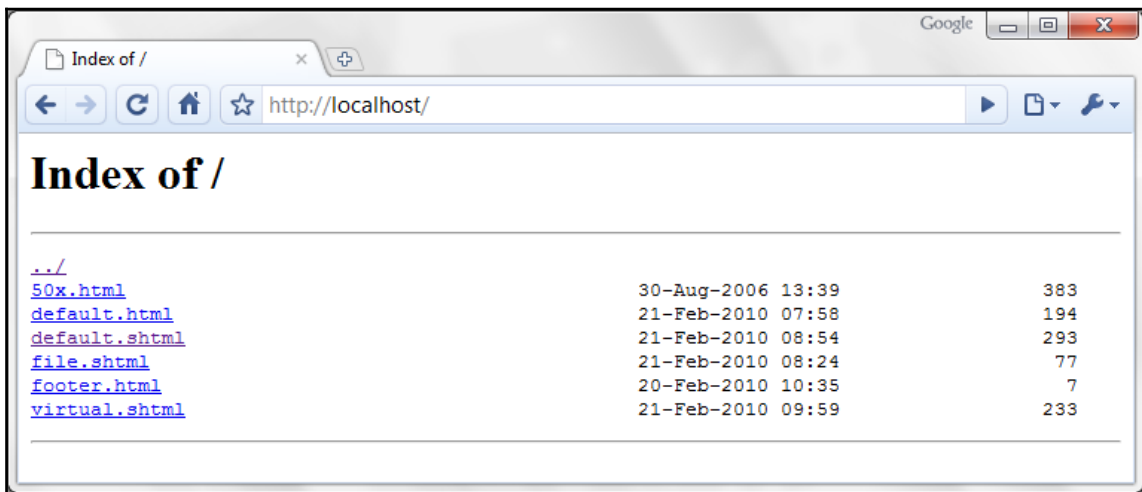 Google
Index of /
http://localhost/
Index of /
../
50x.html 30-Aug-2006 13:39 383
default.html 21-Feb-2010 07:58 194
default.shtml 21-Feb-2010 08:54 293
file.shtml 21-Feb-2010 08:24 77
footer.html 20-Feb-2010 10:35 7
virtual.shtml 21-Feb-2010 09:59 233